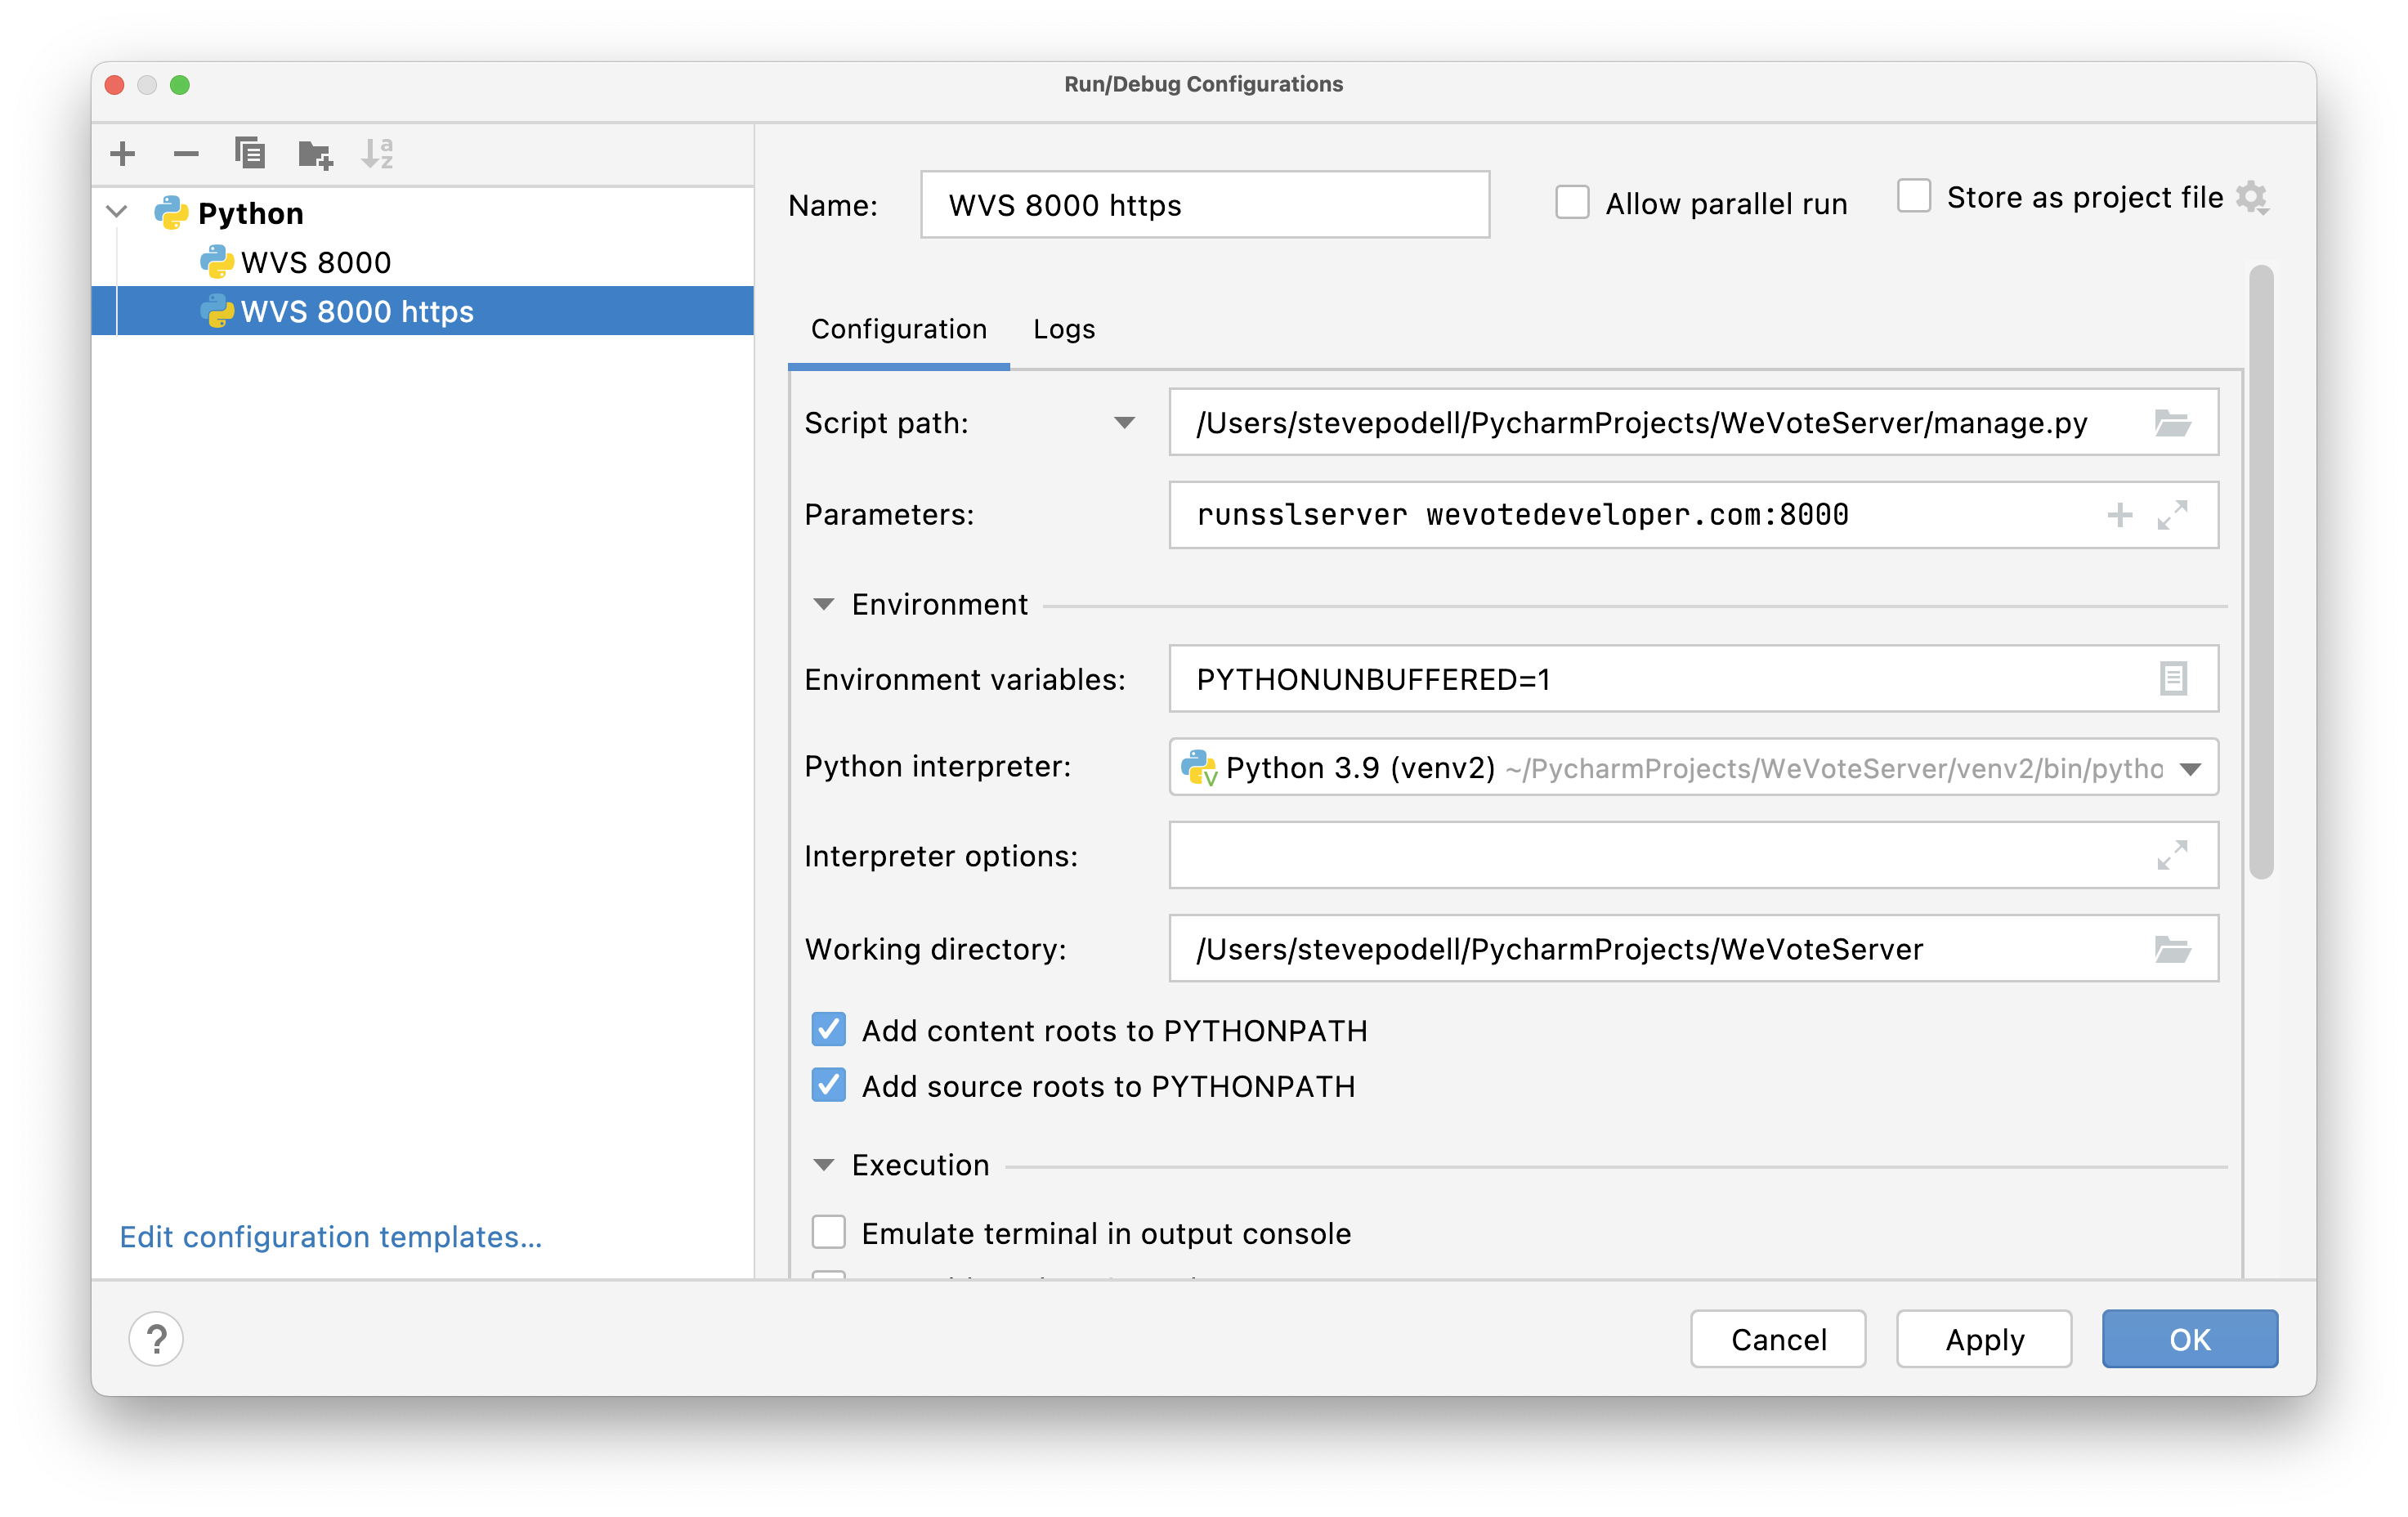 Run/Debug Configurations
Python
WVS 8000
WVS 8000 https
Edit configuration templates...
Name:
WVS 8000 https
Allow parallel run
Store as project file
Configuration
Logs
Script path:
/Users/stevepodell/PycharmProjects/WeVoteServer/manage.py
Parameters:
runsslserver wevotedeveloper.com:8000
Environment
Environment variables:
PYTHONUNBUFFERED=1
Python interpreter:
Python 3.9 (venv2) ~/PycharmProjects/WeVoteServer/venv2/bin/pytho
Interpreter options:
Working directory:
/Users/stevepodell/PycharmProjects/WeVoteServer
Add content roots to PYTHONPATH
Add source roots to PYTHONPATH
Execution
Emulate terminal in output console
?
Cancel
Apply
OK